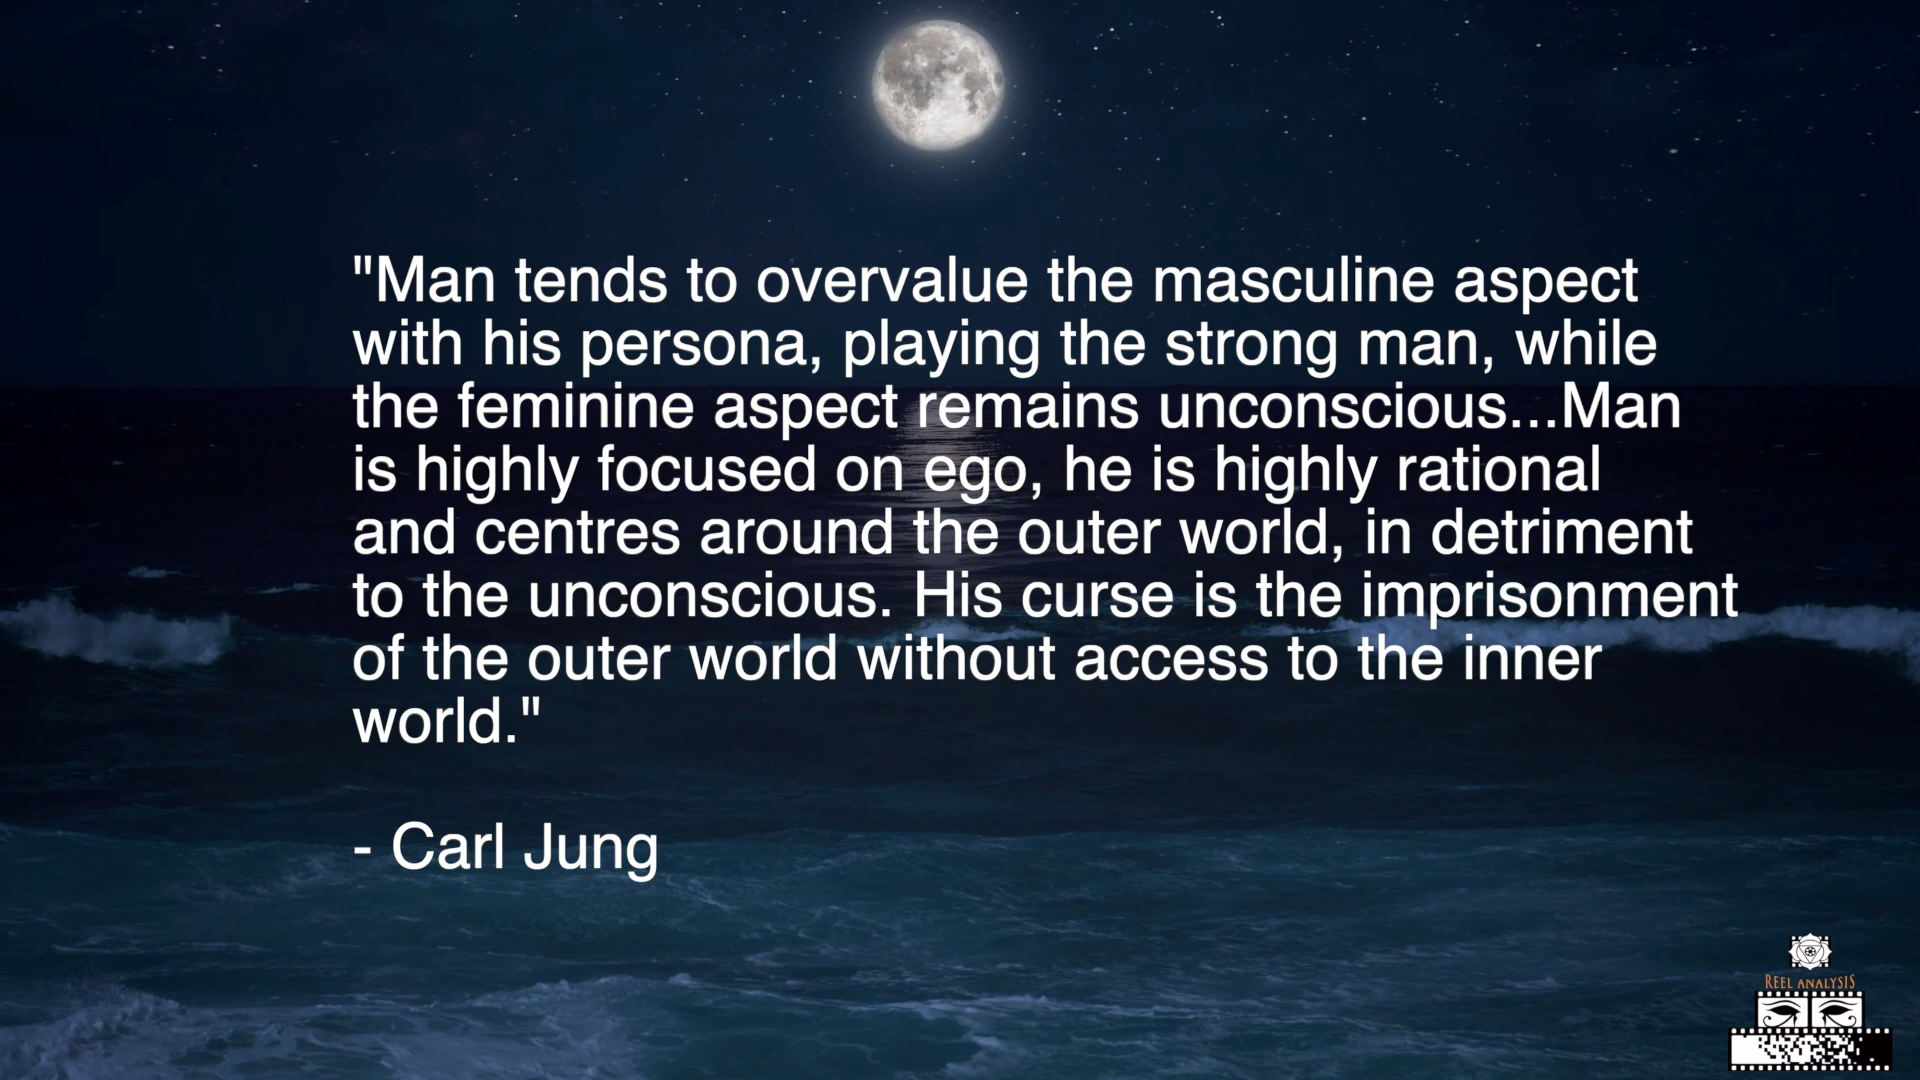 "Man tends to overvalue the masculine aspect
with his persona, playing the strong man, while
the feminine aspect remains unconscious...Man
is highly focused on ego, he is highly rational
and centres around the outer world, in detriment
to the unconscious. His curse is the imprisonment
of the outer world without access to the inner
world."
- Carl Jung
REEL ANALYSIS